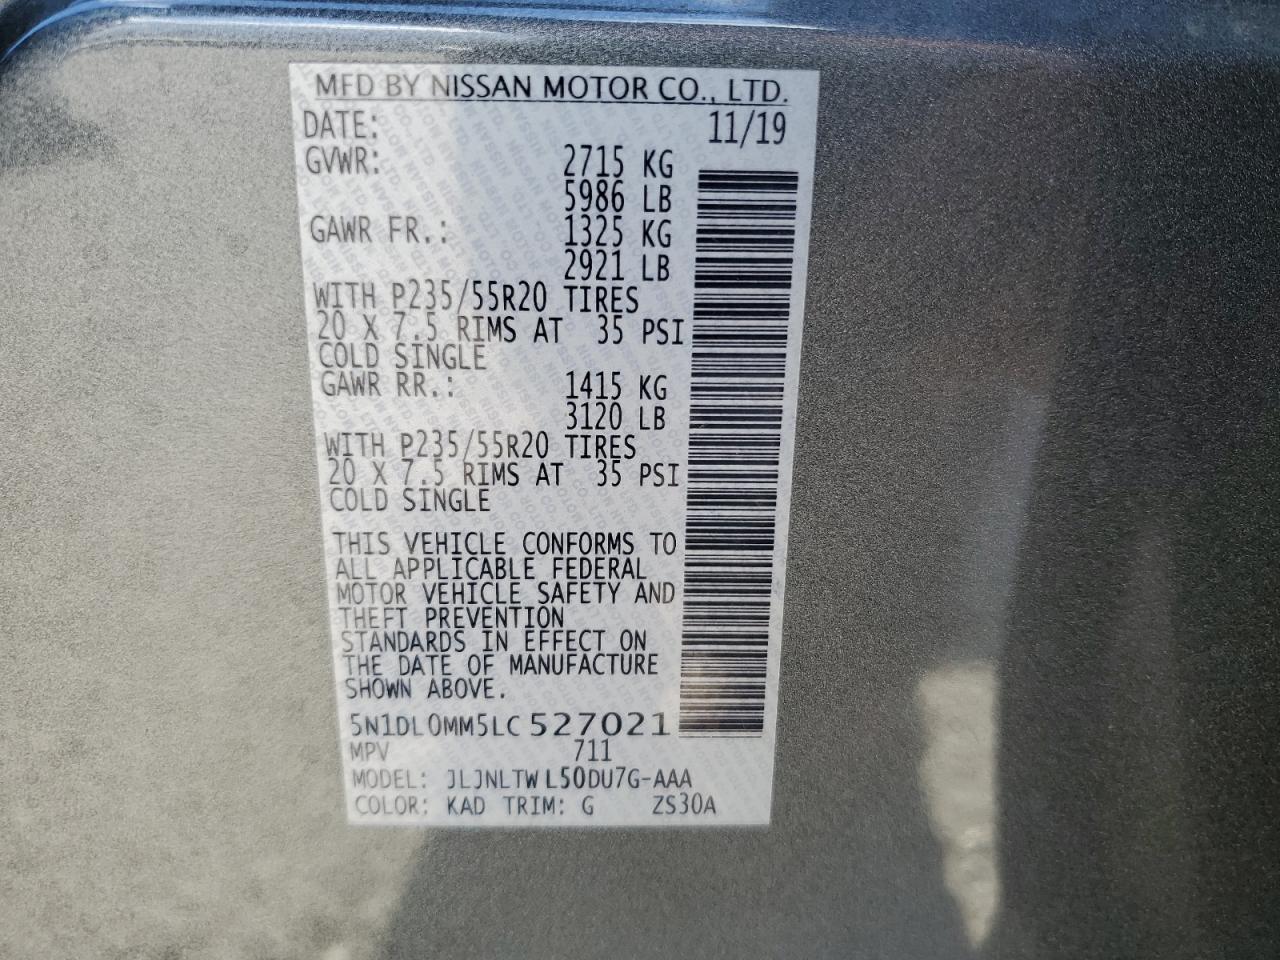 MFD BY NISSAN MOTOR CO., LTD.
DATE: 11/19
GVWR: 2715 KG
5986 LB
GAWR FR.: 1325 KG
2921 LB
WITH P235/55R20 TIRES
20 X 7.5 RIMS AT 35 PSI
COLD SINGLE
GAWR RR.: 1415 KG
3120 LB
WITH P235/55R20 TIRES
20 X 7.5 RIMS AT 35 PSI
COLD SINGLE
THIS VEHICLE CONFORMS TO
ALL APPLICABLE FEDERAL
MOTOR VEHICLE SAFETY AND
THEFT PREVENTION
STANDARDS IN EFFECT ON
THE DATE OF MANUFACTURE
SHOWN ABOVE.
5N1DL0MM5LC527021
MPV 711
MODEL: JLJNLTWL50DU7G-AAA
COLOR: KAD TRIM: G ZS30A